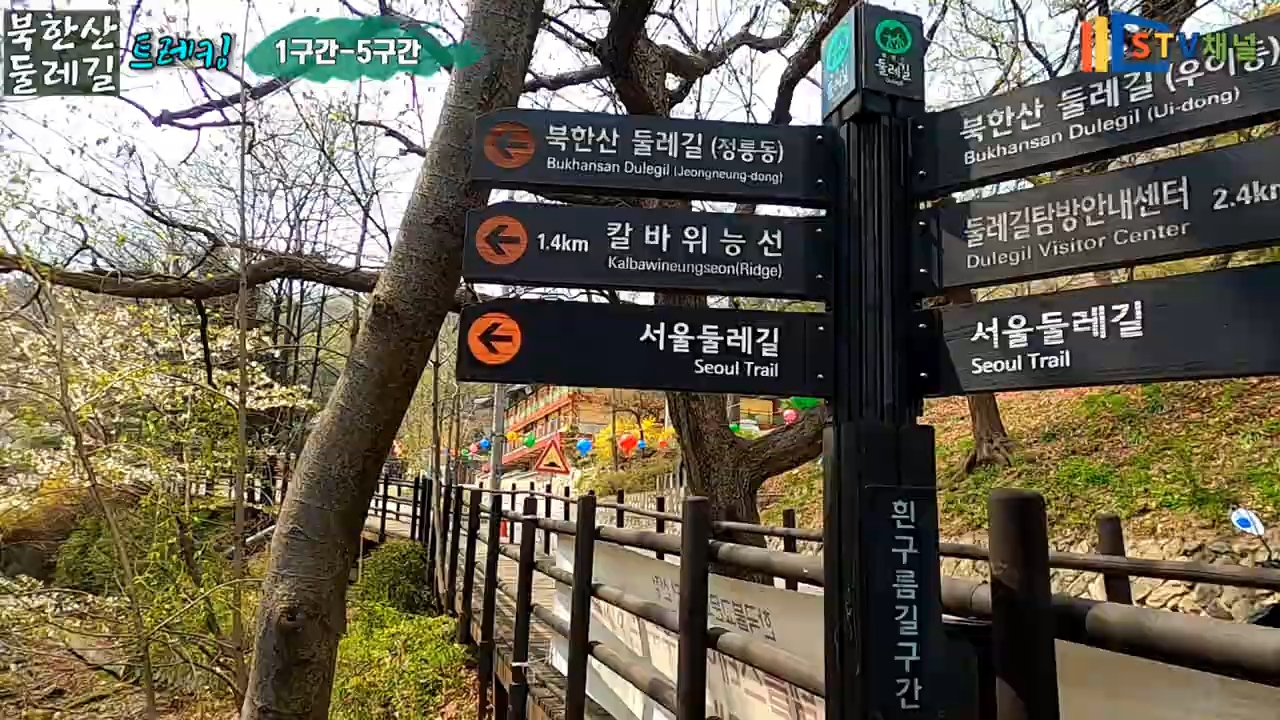 북한산
둘레길
트레킹
1구간-5구간
STV채널
둘레길
북한산 둘레길 (정릉동)
Bukhansan Dulegil (Jeongneung-dong)
1.4km 칼바위능선
Kalbawineungseon(Ridge)
서울둘레길
Seoul Trail
북한산 둘레길 (우이동)
Bukhansan Dulegil (Ui-dong)
둘레길탐방안내센터 2.4km
Dulegil Visitor Center
서울둘레길
Seoul Trail
흰구름길구간